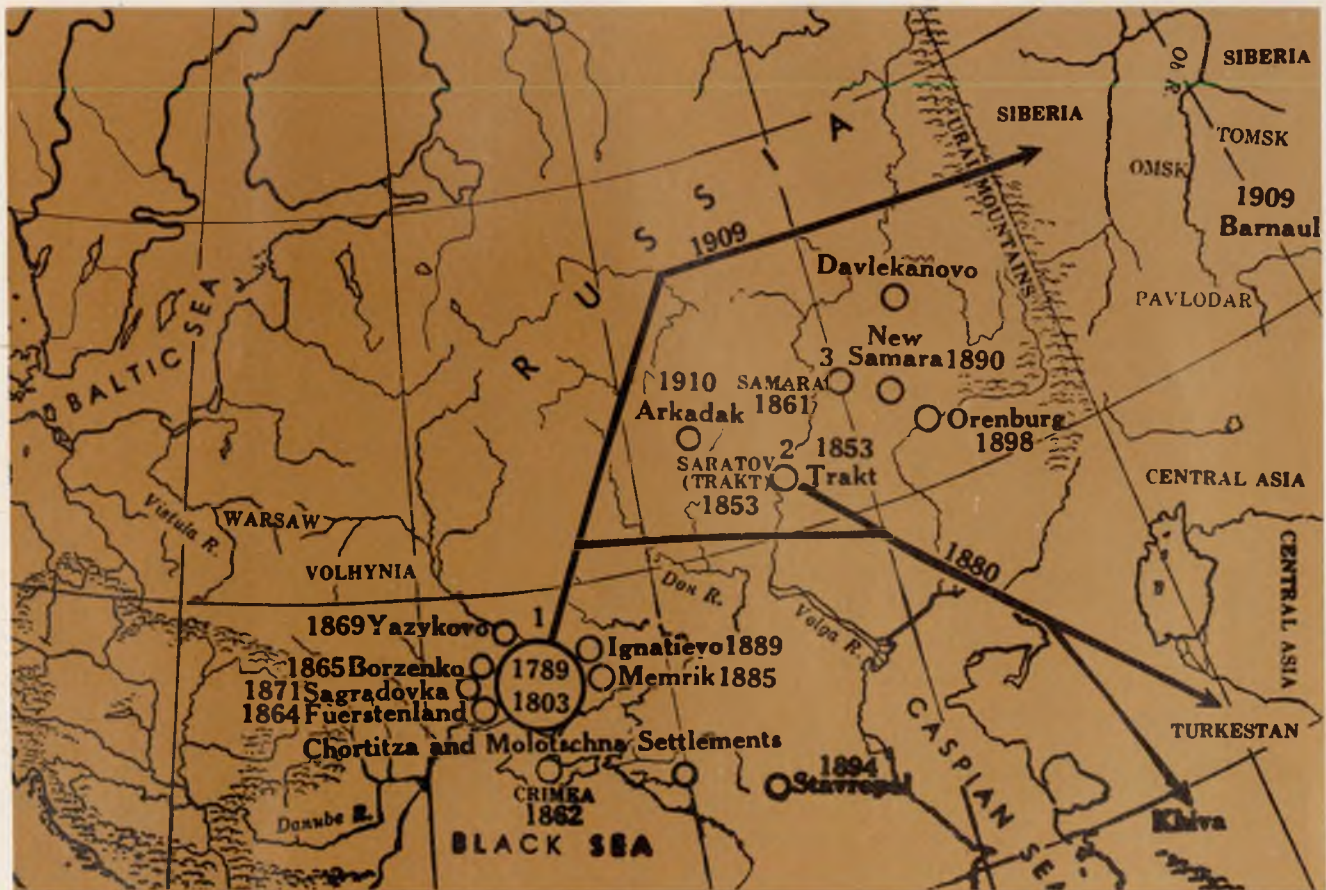 SIBERIA
Ob R.
SIBERIA
TOMSK
OMSK
1909
Barnaul
URAL MOUNTAINS
RUSSIA
1909
Davlekanovo
PAVLODAR
BALTIC SEA
New
3 Samara 1890
1910
Arkadak
SAMARA
1861
Orenburg
1898
SARATOV
(TRAKT)
~1853
2 1853
Trakt
CENTRAL ASIA
CENTRAL ASIA
Vistula R.
WARSAW
VOLHYNIA
1880
Don R.
Volga R.
1
1869 Yazykovo
1865 Borzenko
1871 Sagradovka
1864 Fuerstenland
1789
1803
Ignatievo 1889
Memrik 1885
Chortitza and Molotschna Settlements
CRIMEA
1862
1894
Stavropol
TURKESTAN
Khiva
CASPIAN SEA
Danube R.
BLACK SEA